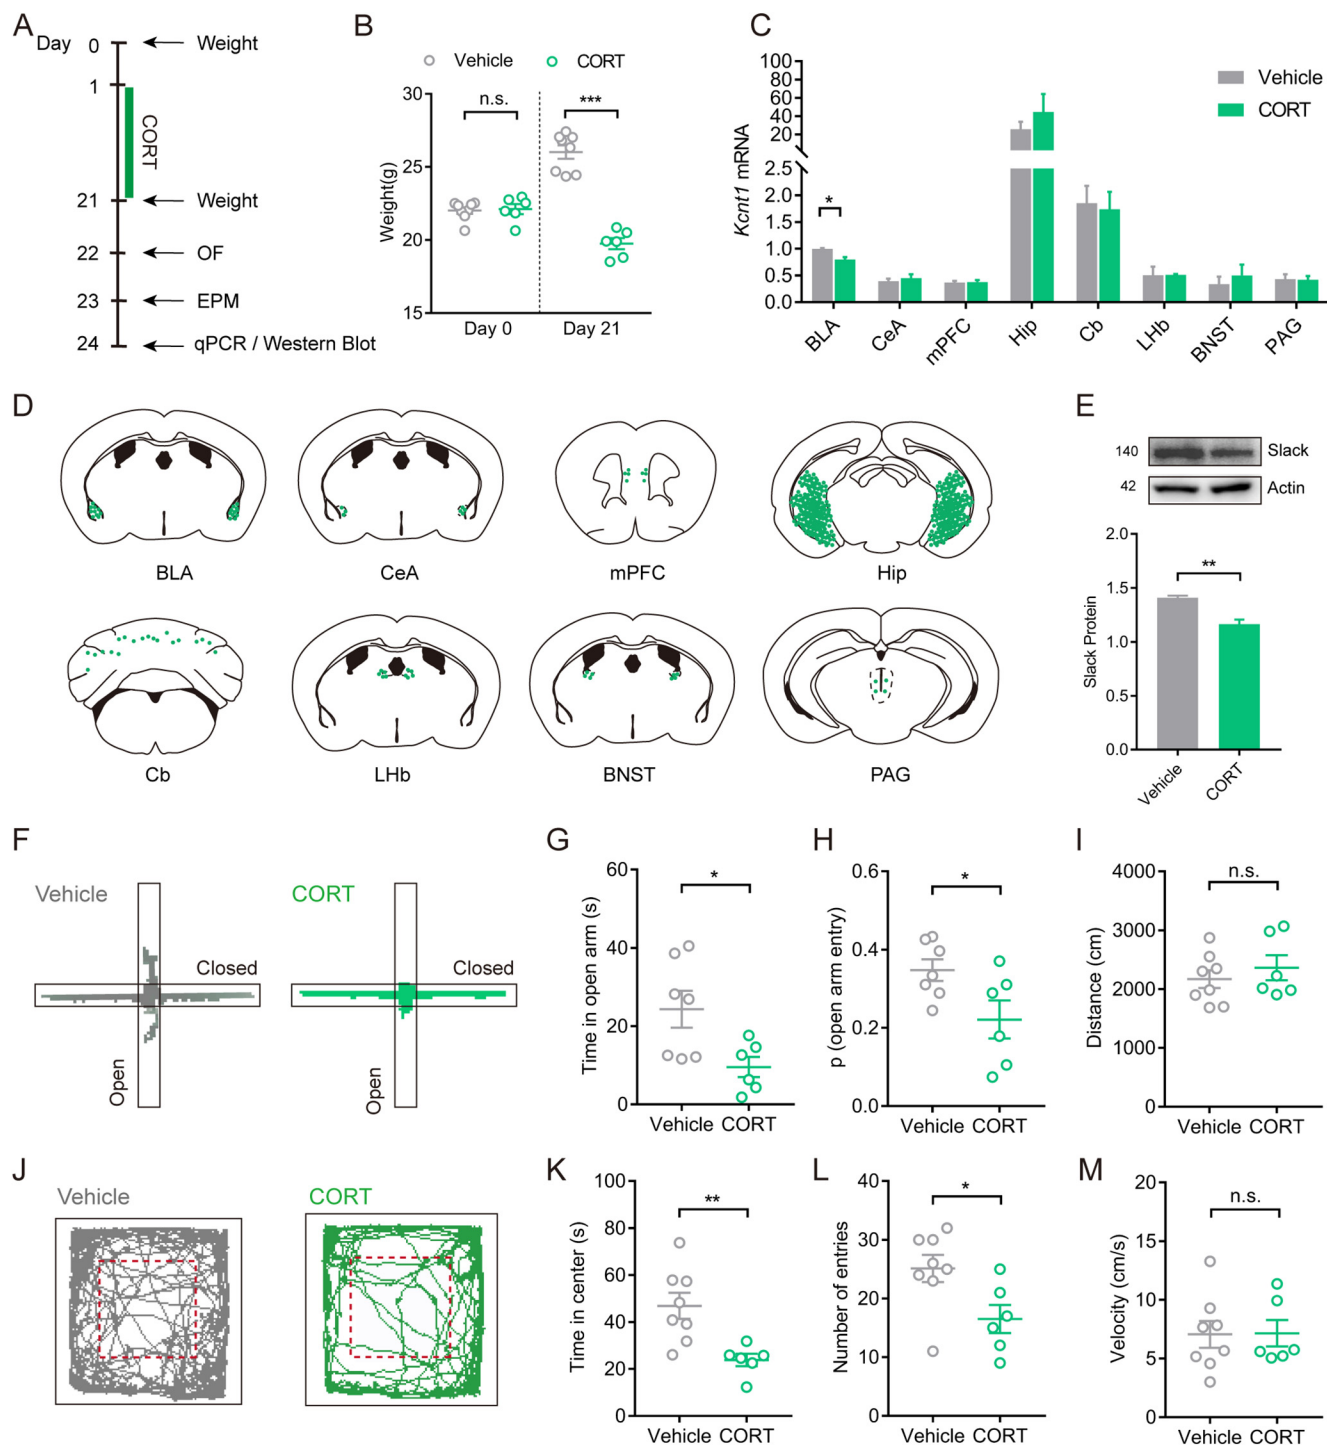 A
Day 0 Weight
1
CORT
21 Weight
22 OF
23 EPM
24 qPCR / Western Blot
B
Vehicle CORT
n.s. ***
Weight(g)
30
25
20
15
Day 0 Day 21
C
Vehicle
CORT
Kcnt1 mRNA
100
80
60
40
20
2.5
2.0
1.5
1.0
0.5
0.0
*
BLA CeA mPFC Hip Cb LHb BNST PAG
D
BLA CeA mPFC Hip
Cb LHb BNST PAG
E
140 Slack
42 Actin
Slack Protein
2.0
1.5
1.0
0.5
0.0
**
Vehicle CORT
F
Vehicle CORT
Closed Closed
Open Open
G
Time in open arm (s)
60
40
20
0
*
Vehicle CORT
H
p (open arm entry)
0.6
0.4
0.2
0.0
*
Vehicle CORT
I
Distance (cm)
4000
3000
2000
1000
0
n.s.
Vehicle CORT
J
Vehicle CORT
K
Time in center (s)
100
80
60
40
20
0
**
Vehicle CORT
L
Number of entries
40
30
20
10
0
*
Vehicle CORT
M
Velocity (cm/s)
20
15
10
5
0
n.s.
Vehicle CORT